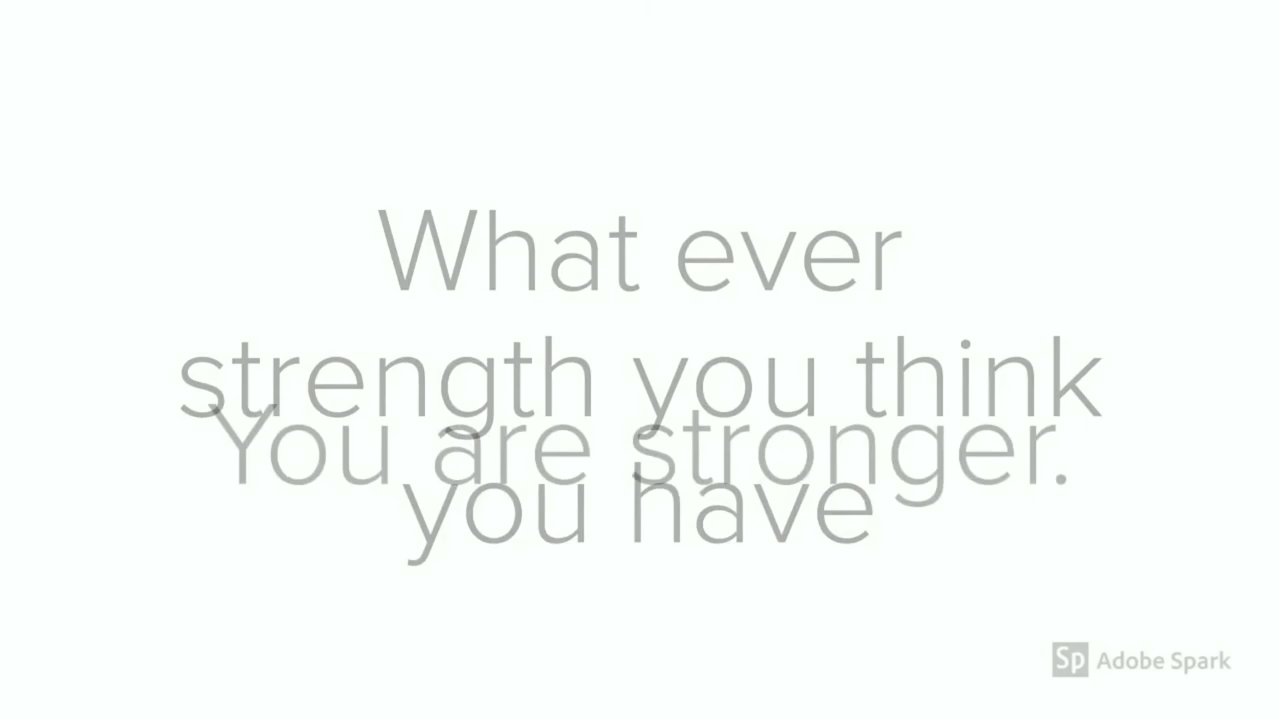 What ever
strength you think
you have
You are stronger.
Sp Adobe Spark